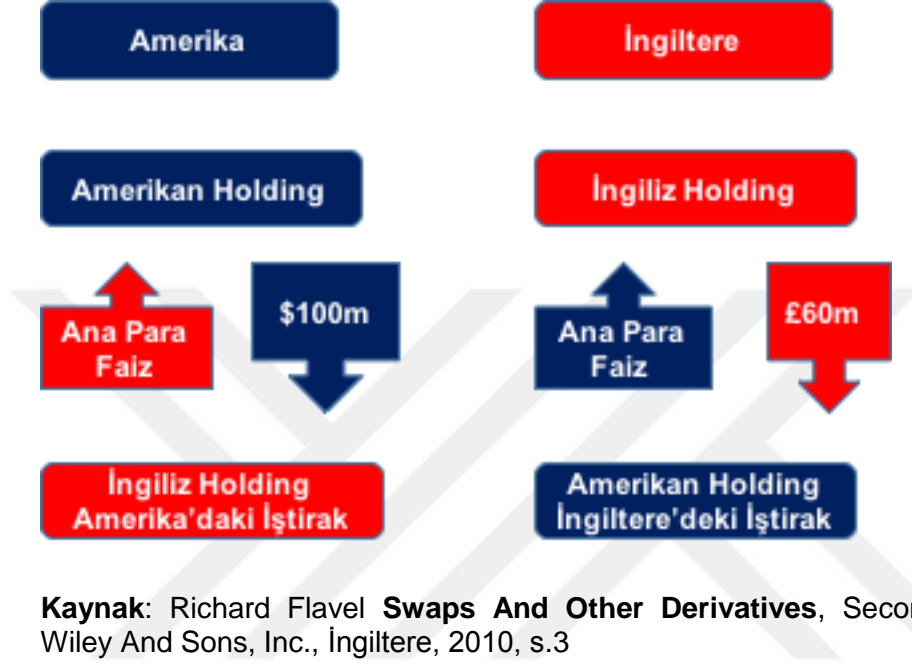 Amerika
İngiltere
Amerikan Holding
İngiliz Holding
Ana Para
Faiz
$100m
Ana Para
Faiz
£60m
İngiliz Holding
Amerika'daki İştirak
Amerikan Holding
İngiltere'deki İştirak
Kaynak: Richard Flavel Swaps And Other Derivatives,
Wiley And Sons, Inc., İngiltere, 2010, s.3